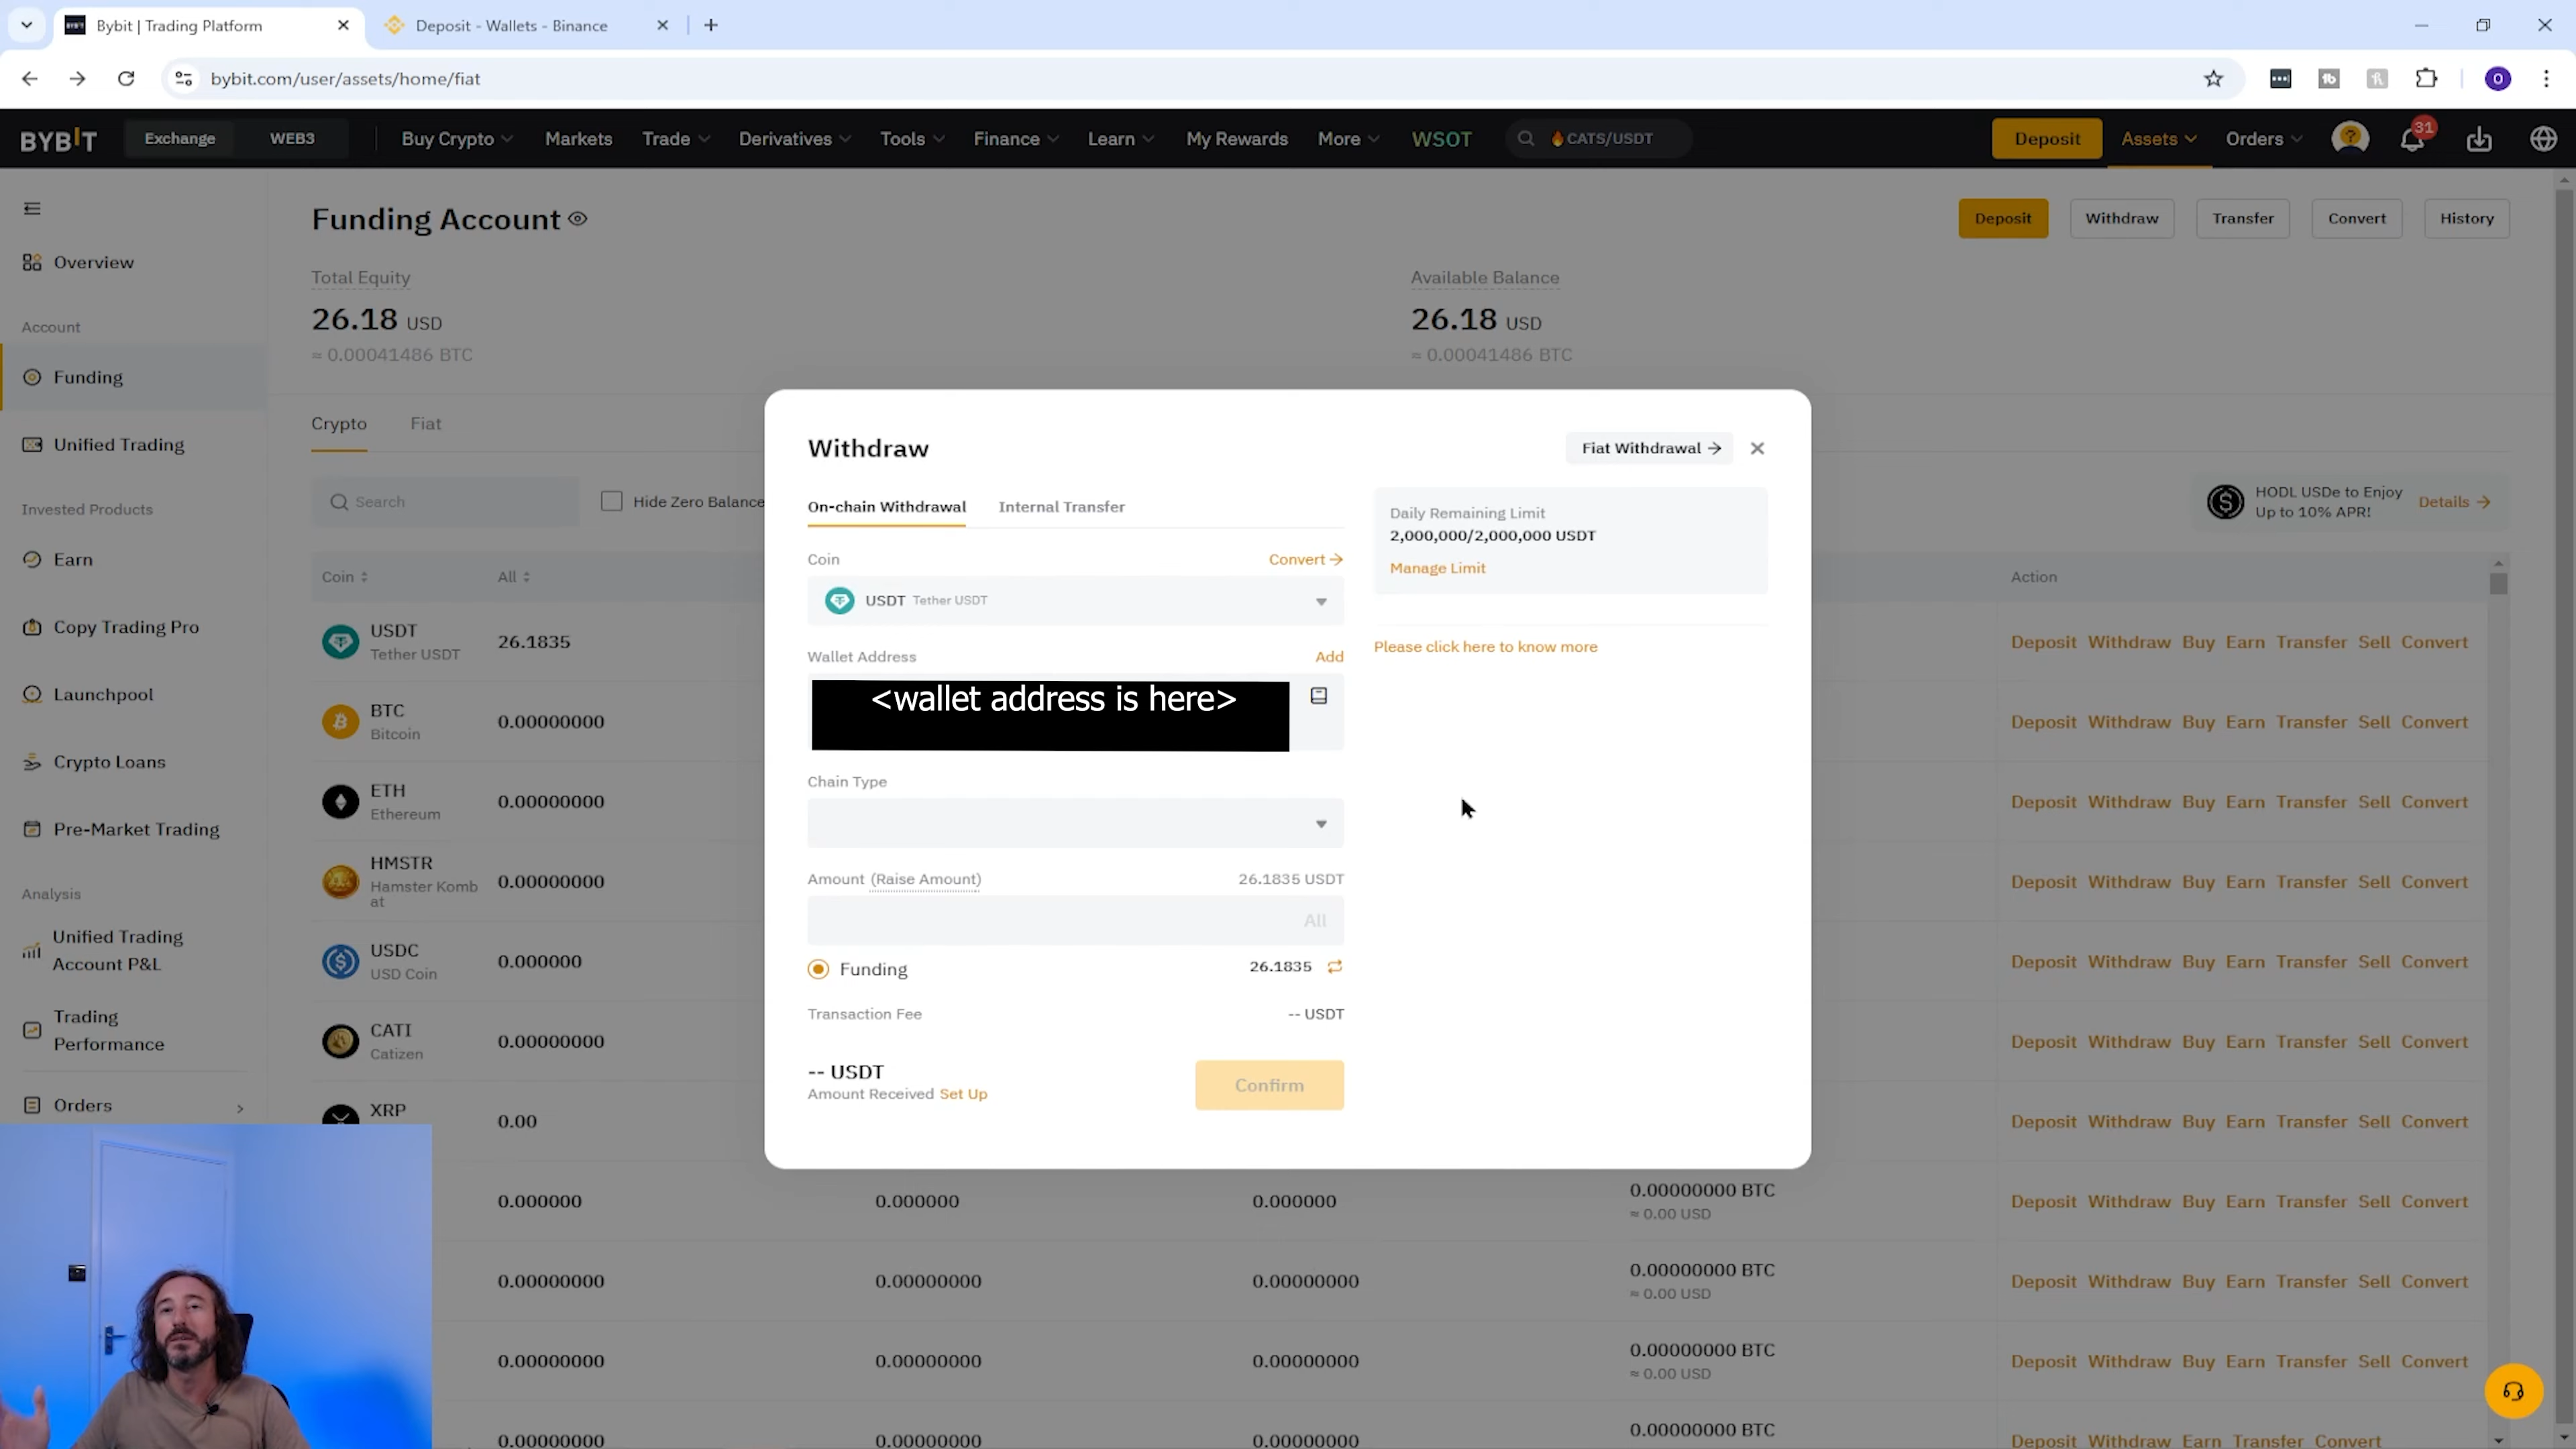 Bybit | Trading Platform
Deposit - Wallets - Binance
bybit.com/user/assets/home/fiat
O
BYBIT
Exchange
WEB3
Buy Crypto
Markets
Trade
Derivatives
Tools
Finance
Learn
My Rewards
More
WSOT
CATS/USDT
Deposit
Assets
Orders
31
Funding Account
Deposit
Withdraw
Transfer
Convert
History
Overview
Account
Funding
Unified Trading
Invested Products
Earn
Copy Trading Pro
Launchpool
Crypto Loans
Pre-Market Trading
Analysis
Unified Trading
Account P&L
Trading
Performance
Orders
Total Equity
26.18 USD
≈ 0.00041486 BTC
Available Balance
26.18 USD
≈ 0.00041486 BTC
Crypto
Fiat
Search
Hide Zero Balance
HODL USDe to Enjoy
Up to 10% APR!
Details
Coin
All
Action
USDT
Tether USDT
26.1835
Deposit Withdraw Buy Earn Transfer Sell Convert
BTC
Bitcoin
0.00000000
Deposit Withdraw Buy Earn Transfer Sell Convert
ETH
Ethereum
0.00000000
Deposit Withdraw Buy Earn Transfer Sell Convert
HMSTR
Hamster Komb
at
0.00000000
Deposit Withdraw Buy Earn Transfer Sell Convert
USDC
USD Coin
0.000000
Deposit Withdraw Buy Earn Transfer Sell Convert
CATI
Catizen
0.00000000
Deposit Withdraw Buy Earn Transfer Sell Convert
XRP
0.00
Deposit Withdraw Buy Earn Transfer Sell Convert
0.000000
0.000000
0.000000
0.00000000 BTC
≈ 0.00 USD
Deposit Withdraw Buy Earn Transfer Sell Convert
0.00000000
0.00000000
0.00000000
0.00000000 BTC
≈ 0.00 USD
Deposit Withdraw Buy Earn Transfer Sell Convert
0.00000000
0.00000000
0.00000000
0.00000000 BTC
≈ 0.00 USD
Deposit Withdraw Buy Earn Transfer Sell Convert
0.00000000
0.00000000
0.00000000
0.00000000 BTC
Deposit Withdraw Earn Transfer Convert
Withdraw
Fiat Withdrawal
On-chain Withdrawal
Internal Transfer
Coin
Convert
USDT Tether USDT
Wallet Address
Add
<wallet address is here>
Chain Type
Amount (Raise Amount)
26.1835 USDT
All
Funding
26.1835
Transaction Fee
-- USDT
-- USDT
Amount Received Set Up
Confirm
Daily Remaining Limit
2,000,000/2,000,000 USDT
Manage Limit
Please click here to know more